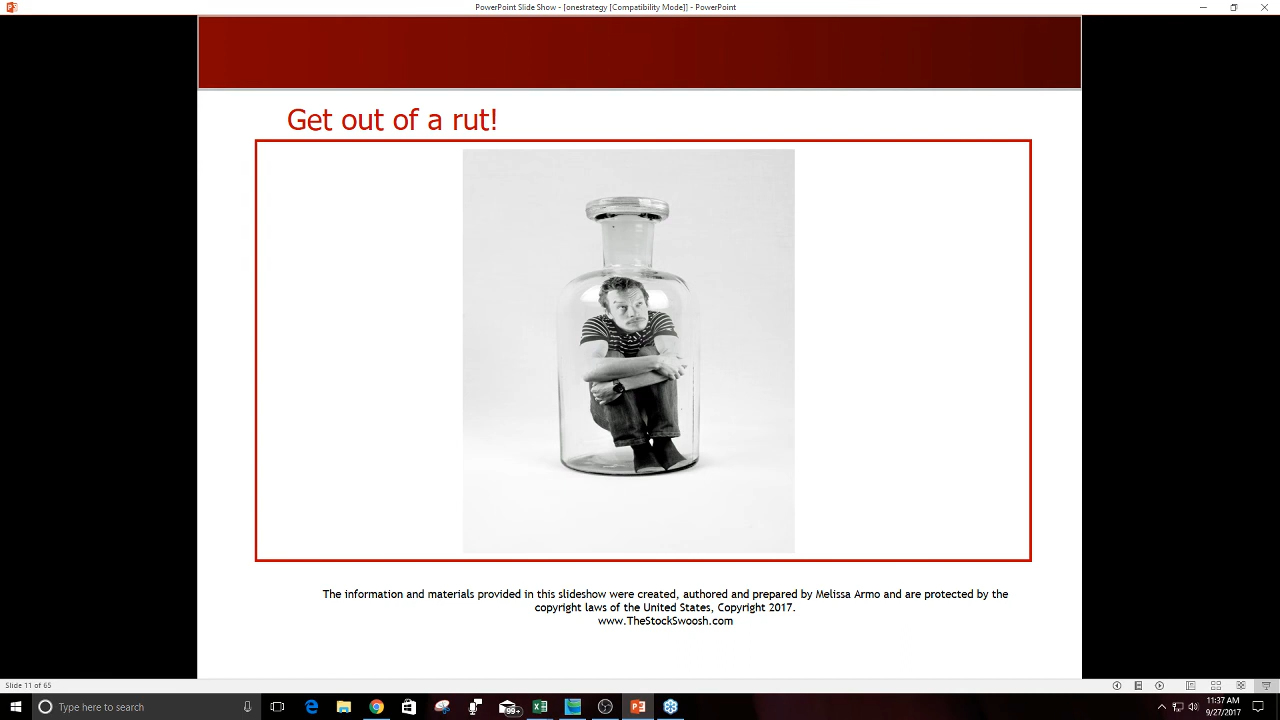 PowerPoint Slide Show - [onestrategy [Compatibility Mode]] - PowerPoint
Get out of a rut!
The information and materials provided in this slideshow were created, authored and prepared by Melissa Armo and are protected by the
copyright laws of the United States, Copyright 2017.
www.TheStockSwoosh.com
Slide 11 of 65
Type here to search
99+
11:37 AM
9/27/2017